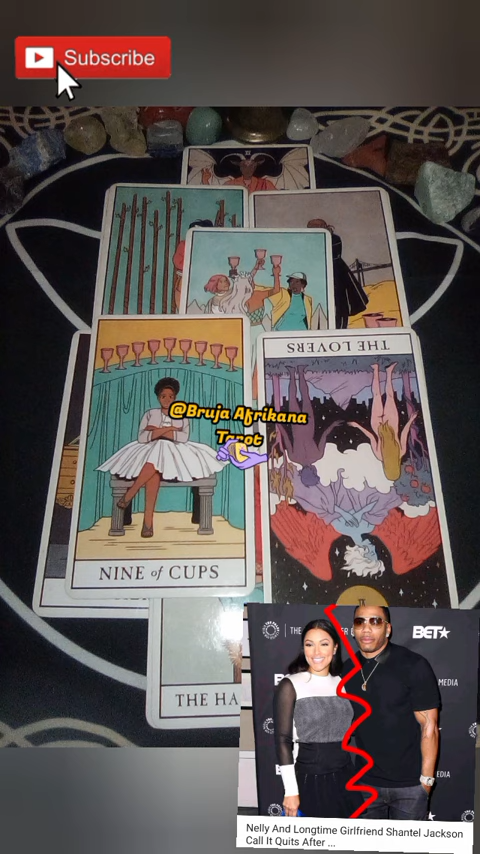 Subscribe
@Bruja Afrikana
Tarot
THE LOVERS
NINE of CUPS
THE HA
THE
BET★
MEDIA
MEDIA
Nelly And Longtime Girlfriend Shantel Jackson
Call It Quits After ...